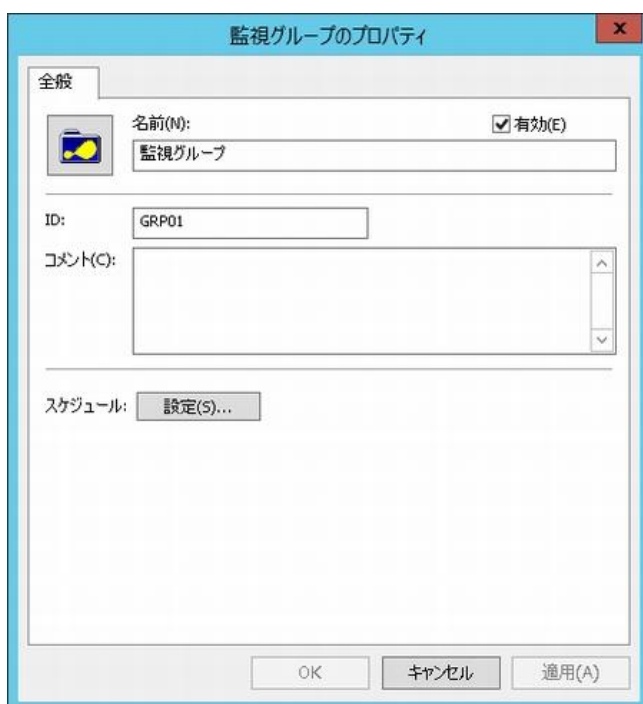 監視グループのプロパティ
x
全般
名前(N):
有効(E)
監視グループ
ID:
GRP01
コメント(C):
スケジュール:
設定(S)...
OK
キャンセル
適用(A)